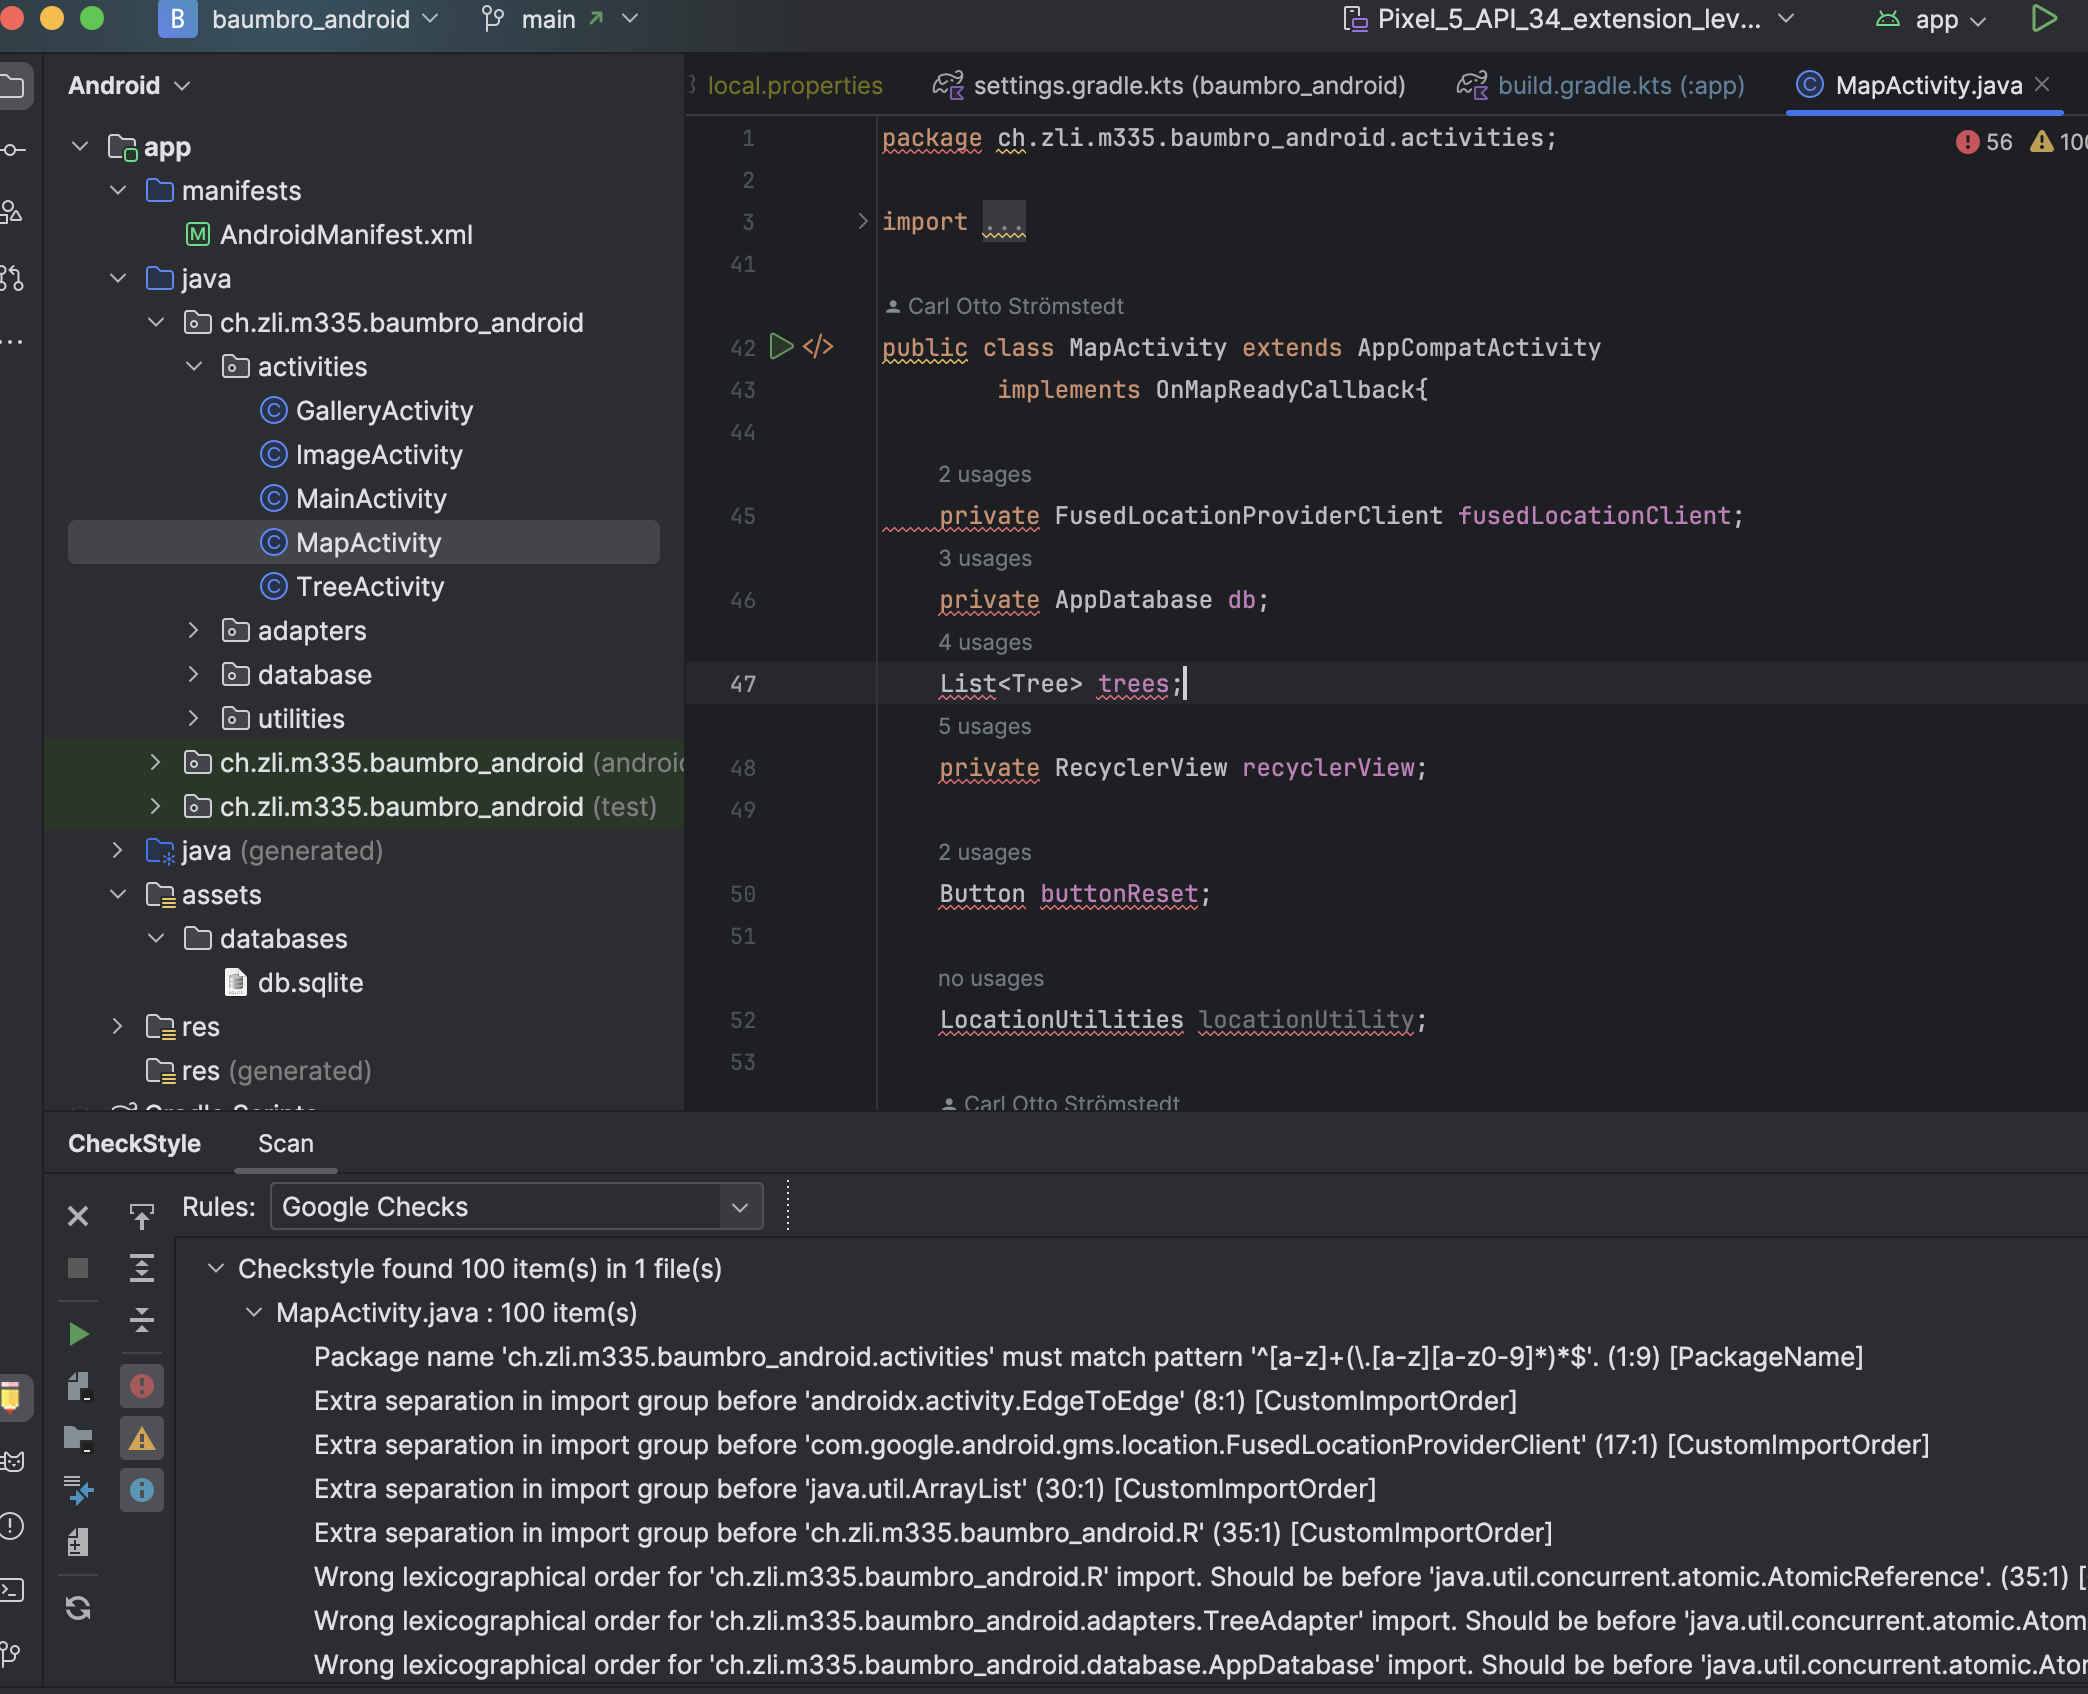 B baumbro_android main Pixel_5_API_34_extension_lev... app
Android
local.properties settings.gradle.kts (baumbro_android) build.gradle.kts (:app) MapActivity.java
app
manifests
AndroidManifest.xml
java
ch.zli.m335.baumbro_android
activities
GalleryActivity
ImageActivity
MainActivity
MapActivity
TreeActivity
adapters
database
utilities
ch.zli.m335.baumbro_android
ch.zli.m335.baumbro_android (test)
java (generated)
assets
databases
db.sqlite
res
res (generated)
Gradle Scripts
1 package ch.zli.m335.baumbro_android.activities;
56
2
3 import ...
41
Carl Otto Strömstedt
42 public class MapActivity extends AppCompatActivity
43 implements OnMapReadyCallback{
44
2 usages
45 private FusedLocationProviderClient fusedLocationClient;
3 usages
46 private AppDatabase db;
4 usages
47 List<Tree> trees;
5 usages
48 private RecyclerView recyclerView;
49
2 usages
50 Button buttonReset;
51
no usages
52 LocationUtilities locationUtility;
53
Carl Otto Strömstedt
CheckStyle Scan
Rules: Google Checks
Checkstyle found 100 item(s) in 1 file(s)
MapActivity.java : 100 item(s)
Package name 'ch.zli.m335.baumbro_android.activities' must match pattern '^[a-z]+(\.[a-z][a-z0-9]*)*$'. (1:9) [PackageName]
Extra separation in import group before 'androidx.activity.EdgeToEdge' (8:1) [CustomImportOrder]
Extra separation in import group before 'com.google.android.gms.location.FusedLocationProviderClient' (17:1) [CustomImportOrder]
Extra separation in import group before 'java.util.ArrayList' (30:1) [CustomImportOrder]
Extra separation in import group before 'ch.zli.m335.baumbro_android.R' (35:1) [CustomImportOrder]
Wrong lexicographical order for 'ch.zli.m335.baumbro_android.R' import. Should be before 'java.util.concurrent.atomic.AtomicReference'. (35:1) [
Wrong lexicographical order for 'ch.zli.m335.baumbro_android.adapters.TreeAdapter' import. Should be before 'java.util.concurrent.atomic.Atom
Wrong lexicographical order for 'ch.zli.m335.baumbro_android.database.AppDatabase' import. Should be before 'java.util.concurrent.atomic.Ato